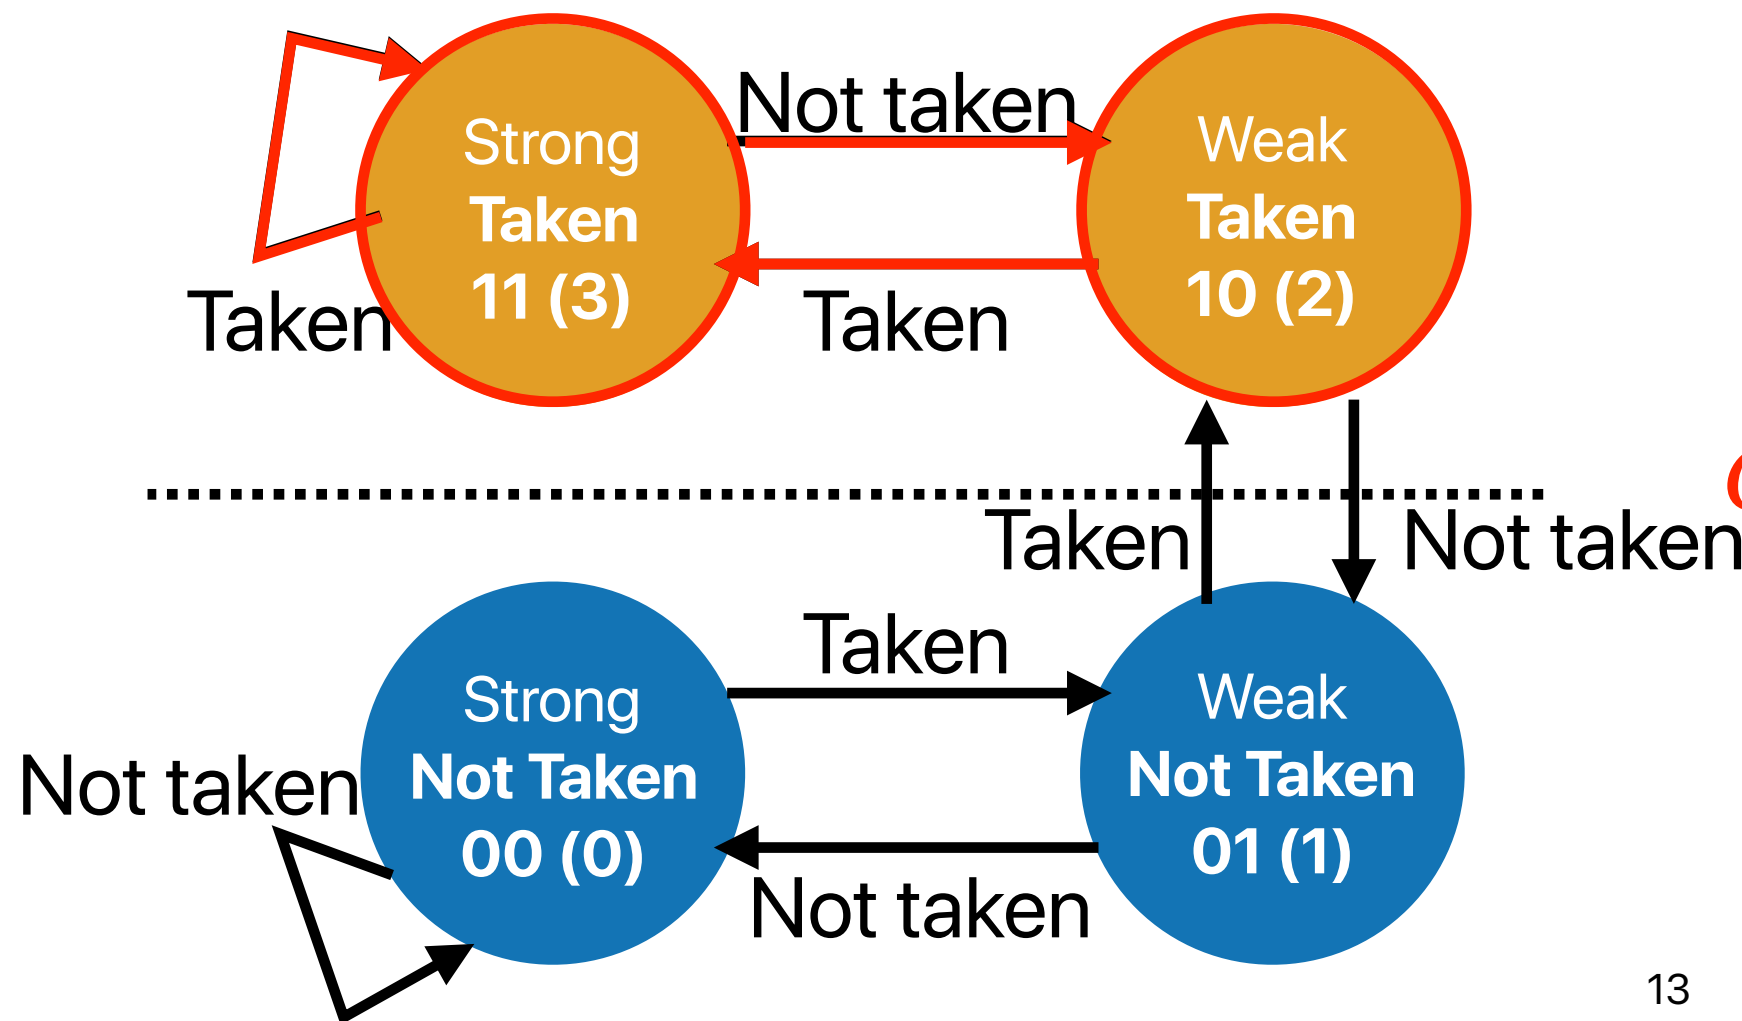 Not taken
Strong
Taken
11 (3)
Weak
Taken
10 (2)
Taken
Taken
Taken
Not taken
Taken
Strong
Not Taken
00 (0)
Weak
Not Taken
01 (1)
Not taken
Not taken
13